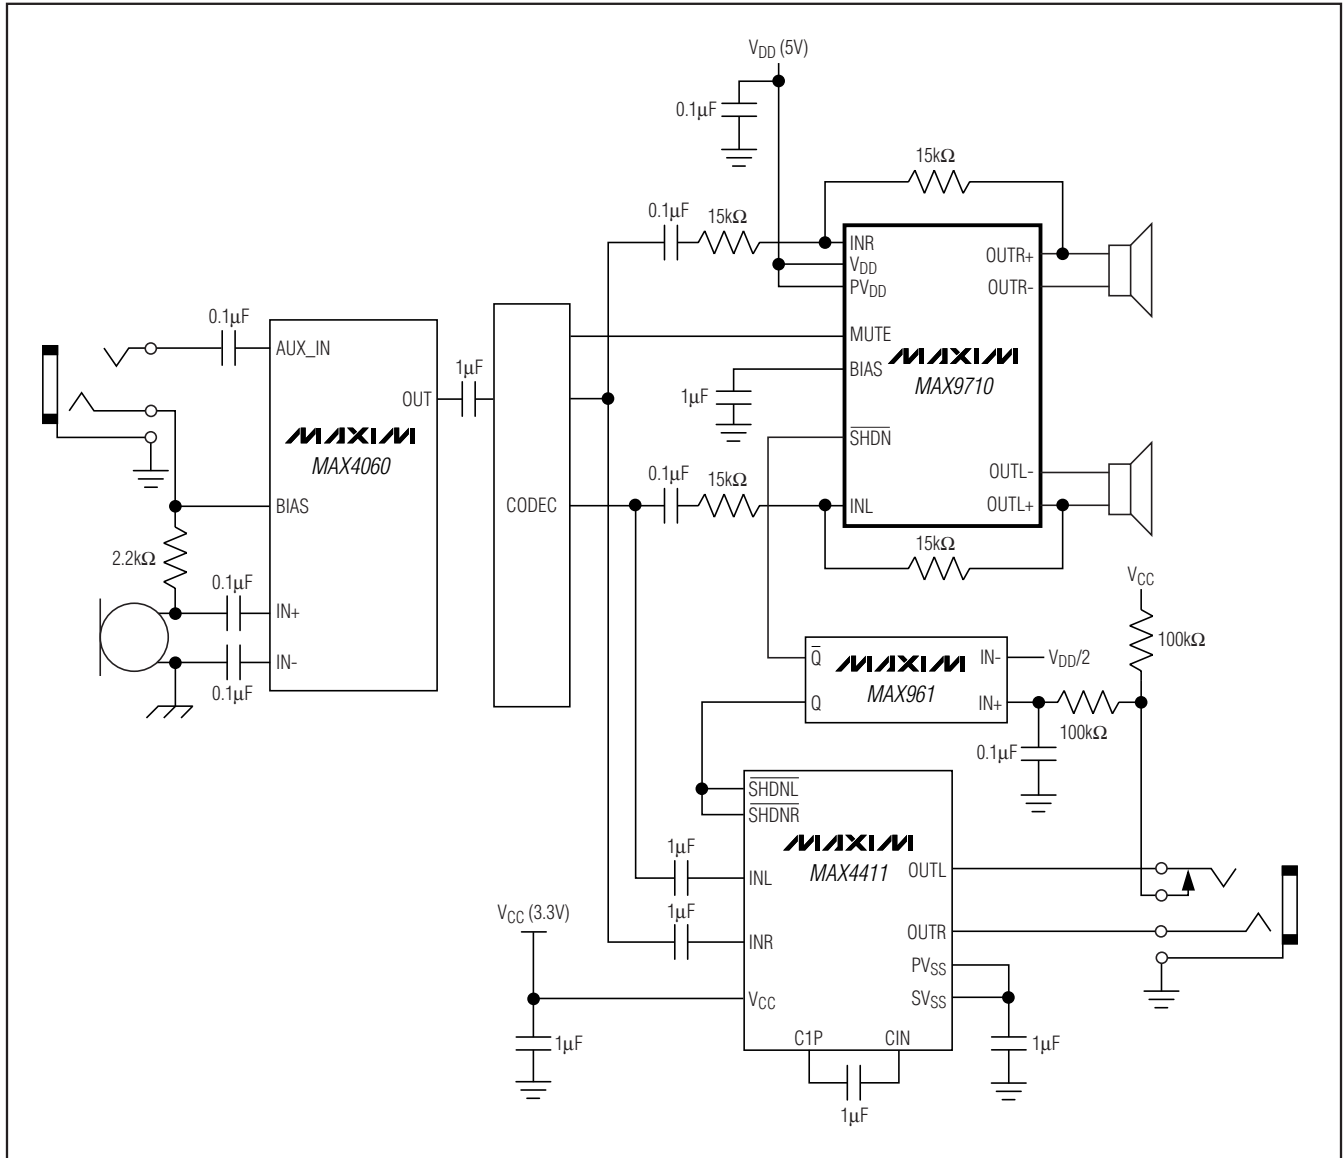 V_DD (5V)
0.1µF
15kΩ
0.1µF
15kΩ
INR
V_DD
PV_DD
OUTR+
OUTR-
MUTE
BIAS
MAXIM
MAX9710
1µF
SHDN
OUTL-
OUTL+
INL
0.1µF
15kΩ
15kΩ
0.1µF
AUX_IN
OUT
1µF
MAXIM
MAX4060
BIAS
2.2kΩ
0.1µF
IN+
IN-
0.1µF
CODEC
V_CC
100kΩ
Q̅
MAXIM
MAX961
IN-
V_DD/2
Q
IN+
100kΩ
0.1µF
SHDNL
SHDNR
MAXIM
MAX4411
1µF
INL
OUTL
V_CC (3.3V)
1µF
INR
OUTR
PV_SS
V_CC
SV_SS
1µF
C1P
CIN
1µF
1µF